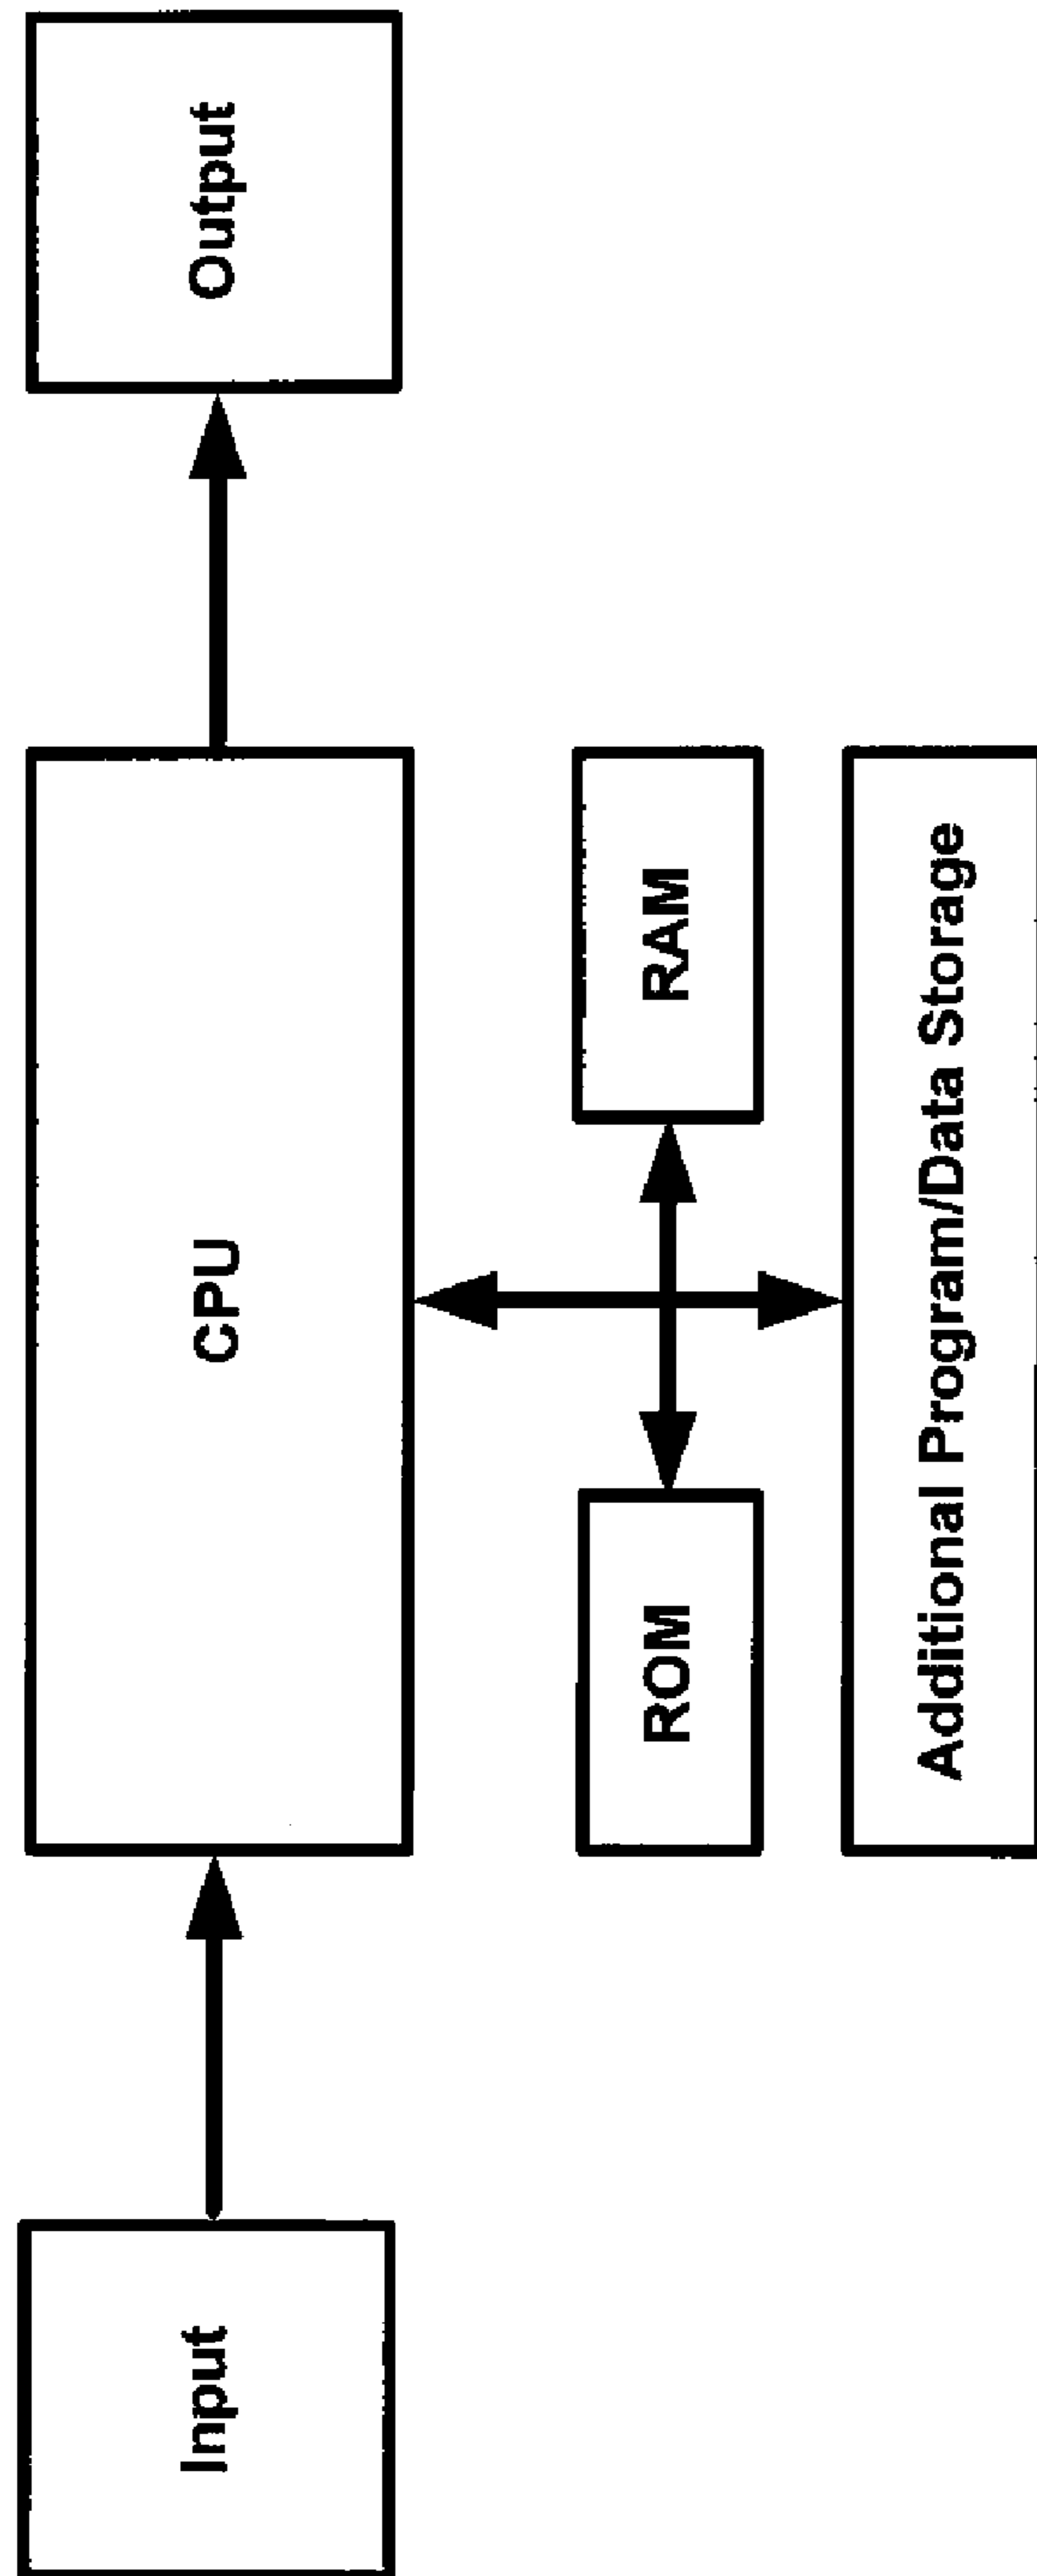 Input
CPU
Output
ROM
RAM
Additional Program/Data Storage